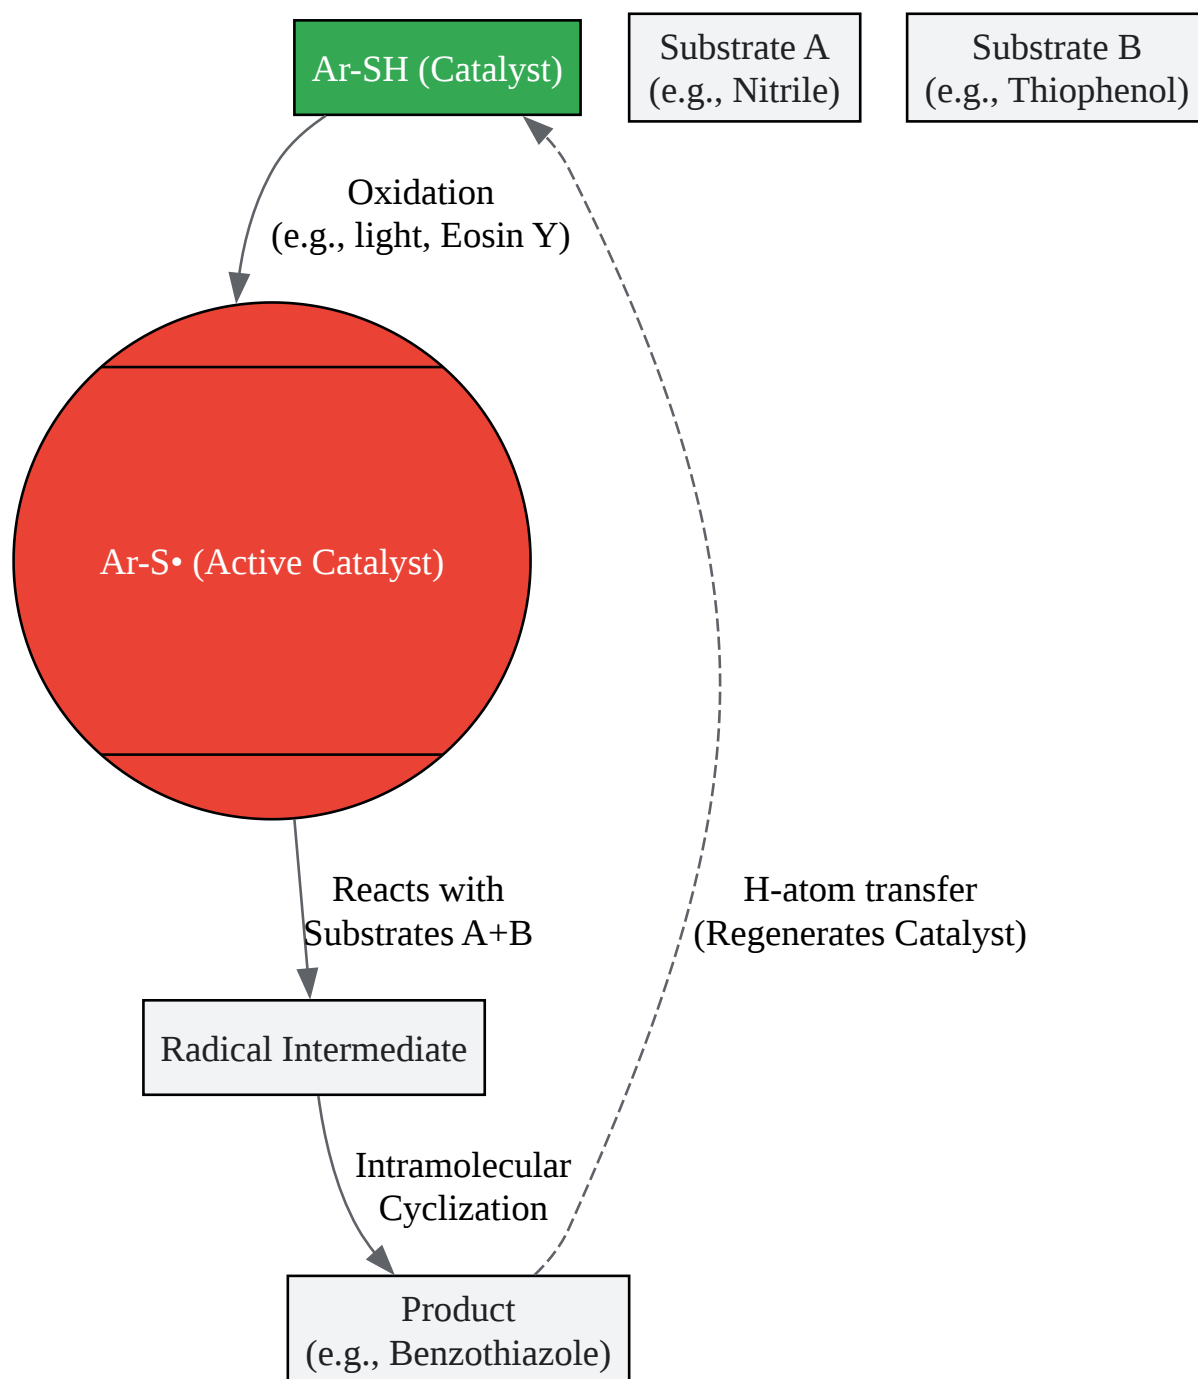 Ar-SH (Catalyst)
Substrate A
(e.g., Nitrile)
Substrate B
(e.g., Thiophenol)
Oxidation
(e.g., light, Eosin Y)
Ar-S• (Active Catalyst)
Reacts with
Substrates A+B
H-atom transfer
(Regenerates Catalyst)
Radical Intermediate
Intramolecular
Cyclization
Product
(e.g., Benzothiazole)